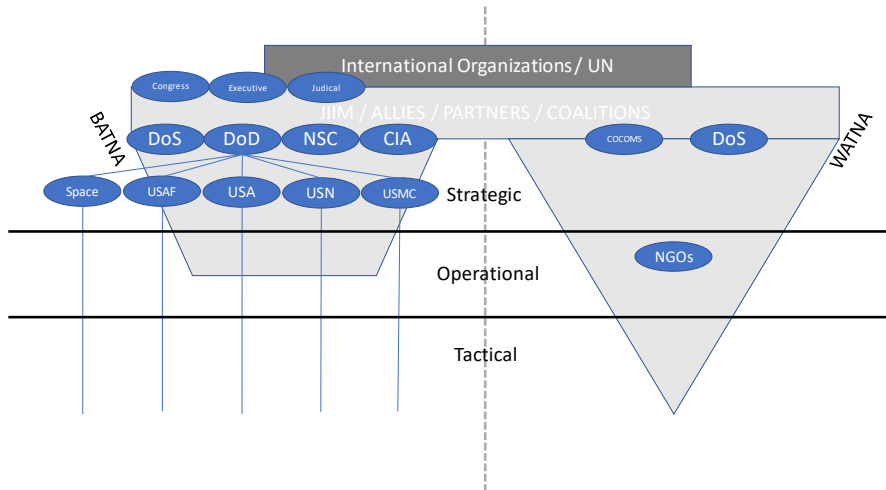 International Organizations / UN
Congress
Executive
Judical
JIIM / ALLIES / PARTNERS / COALITIONS
BATNA
WATNA
DoS
DoD
NSC
CIA
COCOMS
DoS
Space
USAF
USA
USN
USMC
Strategic
Operational
NGOs
Tactical